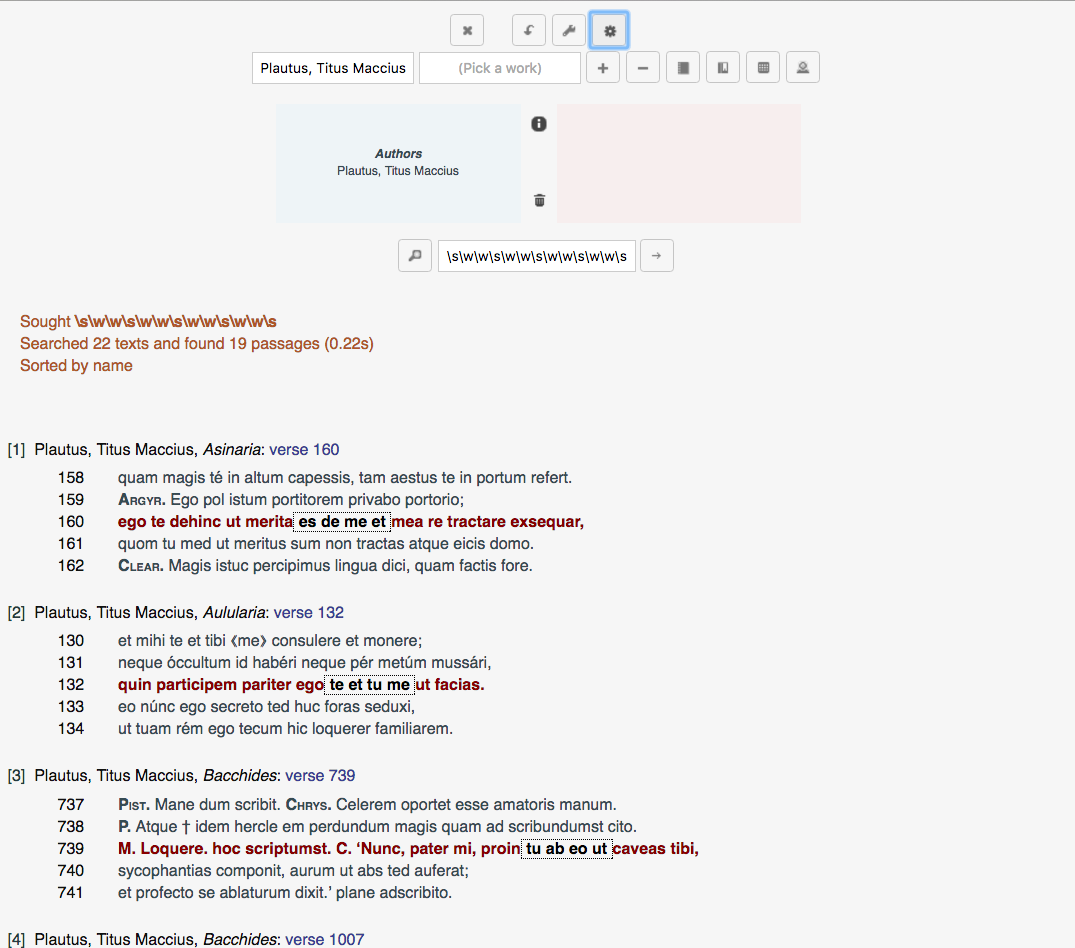 Plautus, Titus Maccius (Pick a work)
Authors
Plautus, Titus Maccius
\s\w\w\s\w\w\s\w\w\s\w\w\s
Sought \s\w\w\s\w\w\s\w\w\s\w\w\s
Searched 22 texts and found 19 passages (0.22s)
Sorted by name
[1] Plautus, Titus Maccius, Asinaria: verse 160
158 quam magis té in altum capessis, tam aestus te in portum refert.
159 Argyr. Ego pol istum portitorem privabo portorio;
160 ego te dehinc ut merita es de me et mea re tractare exsequar,
161 quom tu med ut meritus sum non tractas atque eicis domo.
162 Clear. Magis istuc percipimus lingua dici, quam factis fore.
[2] Plautus, Titus Maccius, Aulularia: verse 132
130 et mihi te et tibi ⟪me⟩ consulere et monere;
131 neque óccultum id habéri neque pér metúm mussári,
132 quin participem pariter ego te et tu me ut facias.
133 eo núnc ego secreto ted huc foras seduxi,
134 ut tuam rém ego tecum hic loquerer familiarem.
[3] Plautus, Titus Maccius, Bacchides: verse 739
737 Pist. Mane dum scribit. Chrys. Celerem oportet esse amatoris manum.
738 P. Atque † idem hercle em perdundum magis quam ad scribundumst cito.
739 M. Loquere. hoc scriptumst. C. ‘Nunc, pater mi, proin tu ab eo ut caveas tibi,
740 sycophantias componit, aurum ut abs ted auferat;
741 et profecto se ablaturum dixit.’ plane adscribito.
[4] Plautus, Titus Maccius, Bacchides: verse 1007